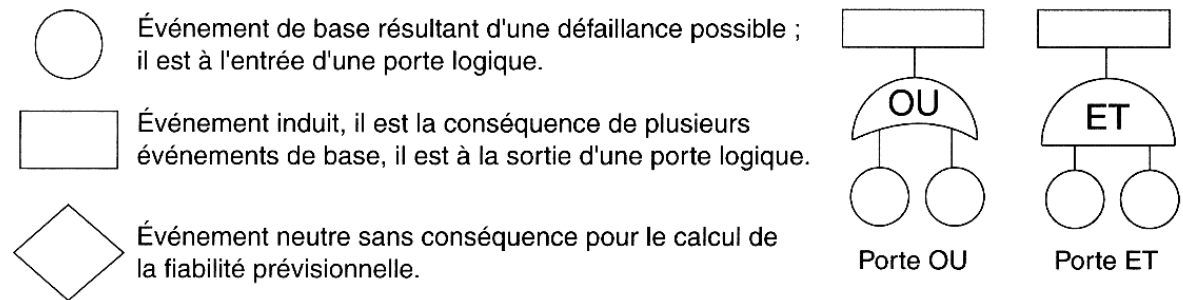 Événement de base résultant d'une défaillance possible ;
il est à l'entrée d'une porte logique.
Événement induit, il est la conséquence de plusieurs
événements de base, il est à la sortie d'une porte logique.
Événement neutre sans conséquence pour le calcul de
la fiabilité prévisionnelle.
OU
ET
Porte OU
Porte ET